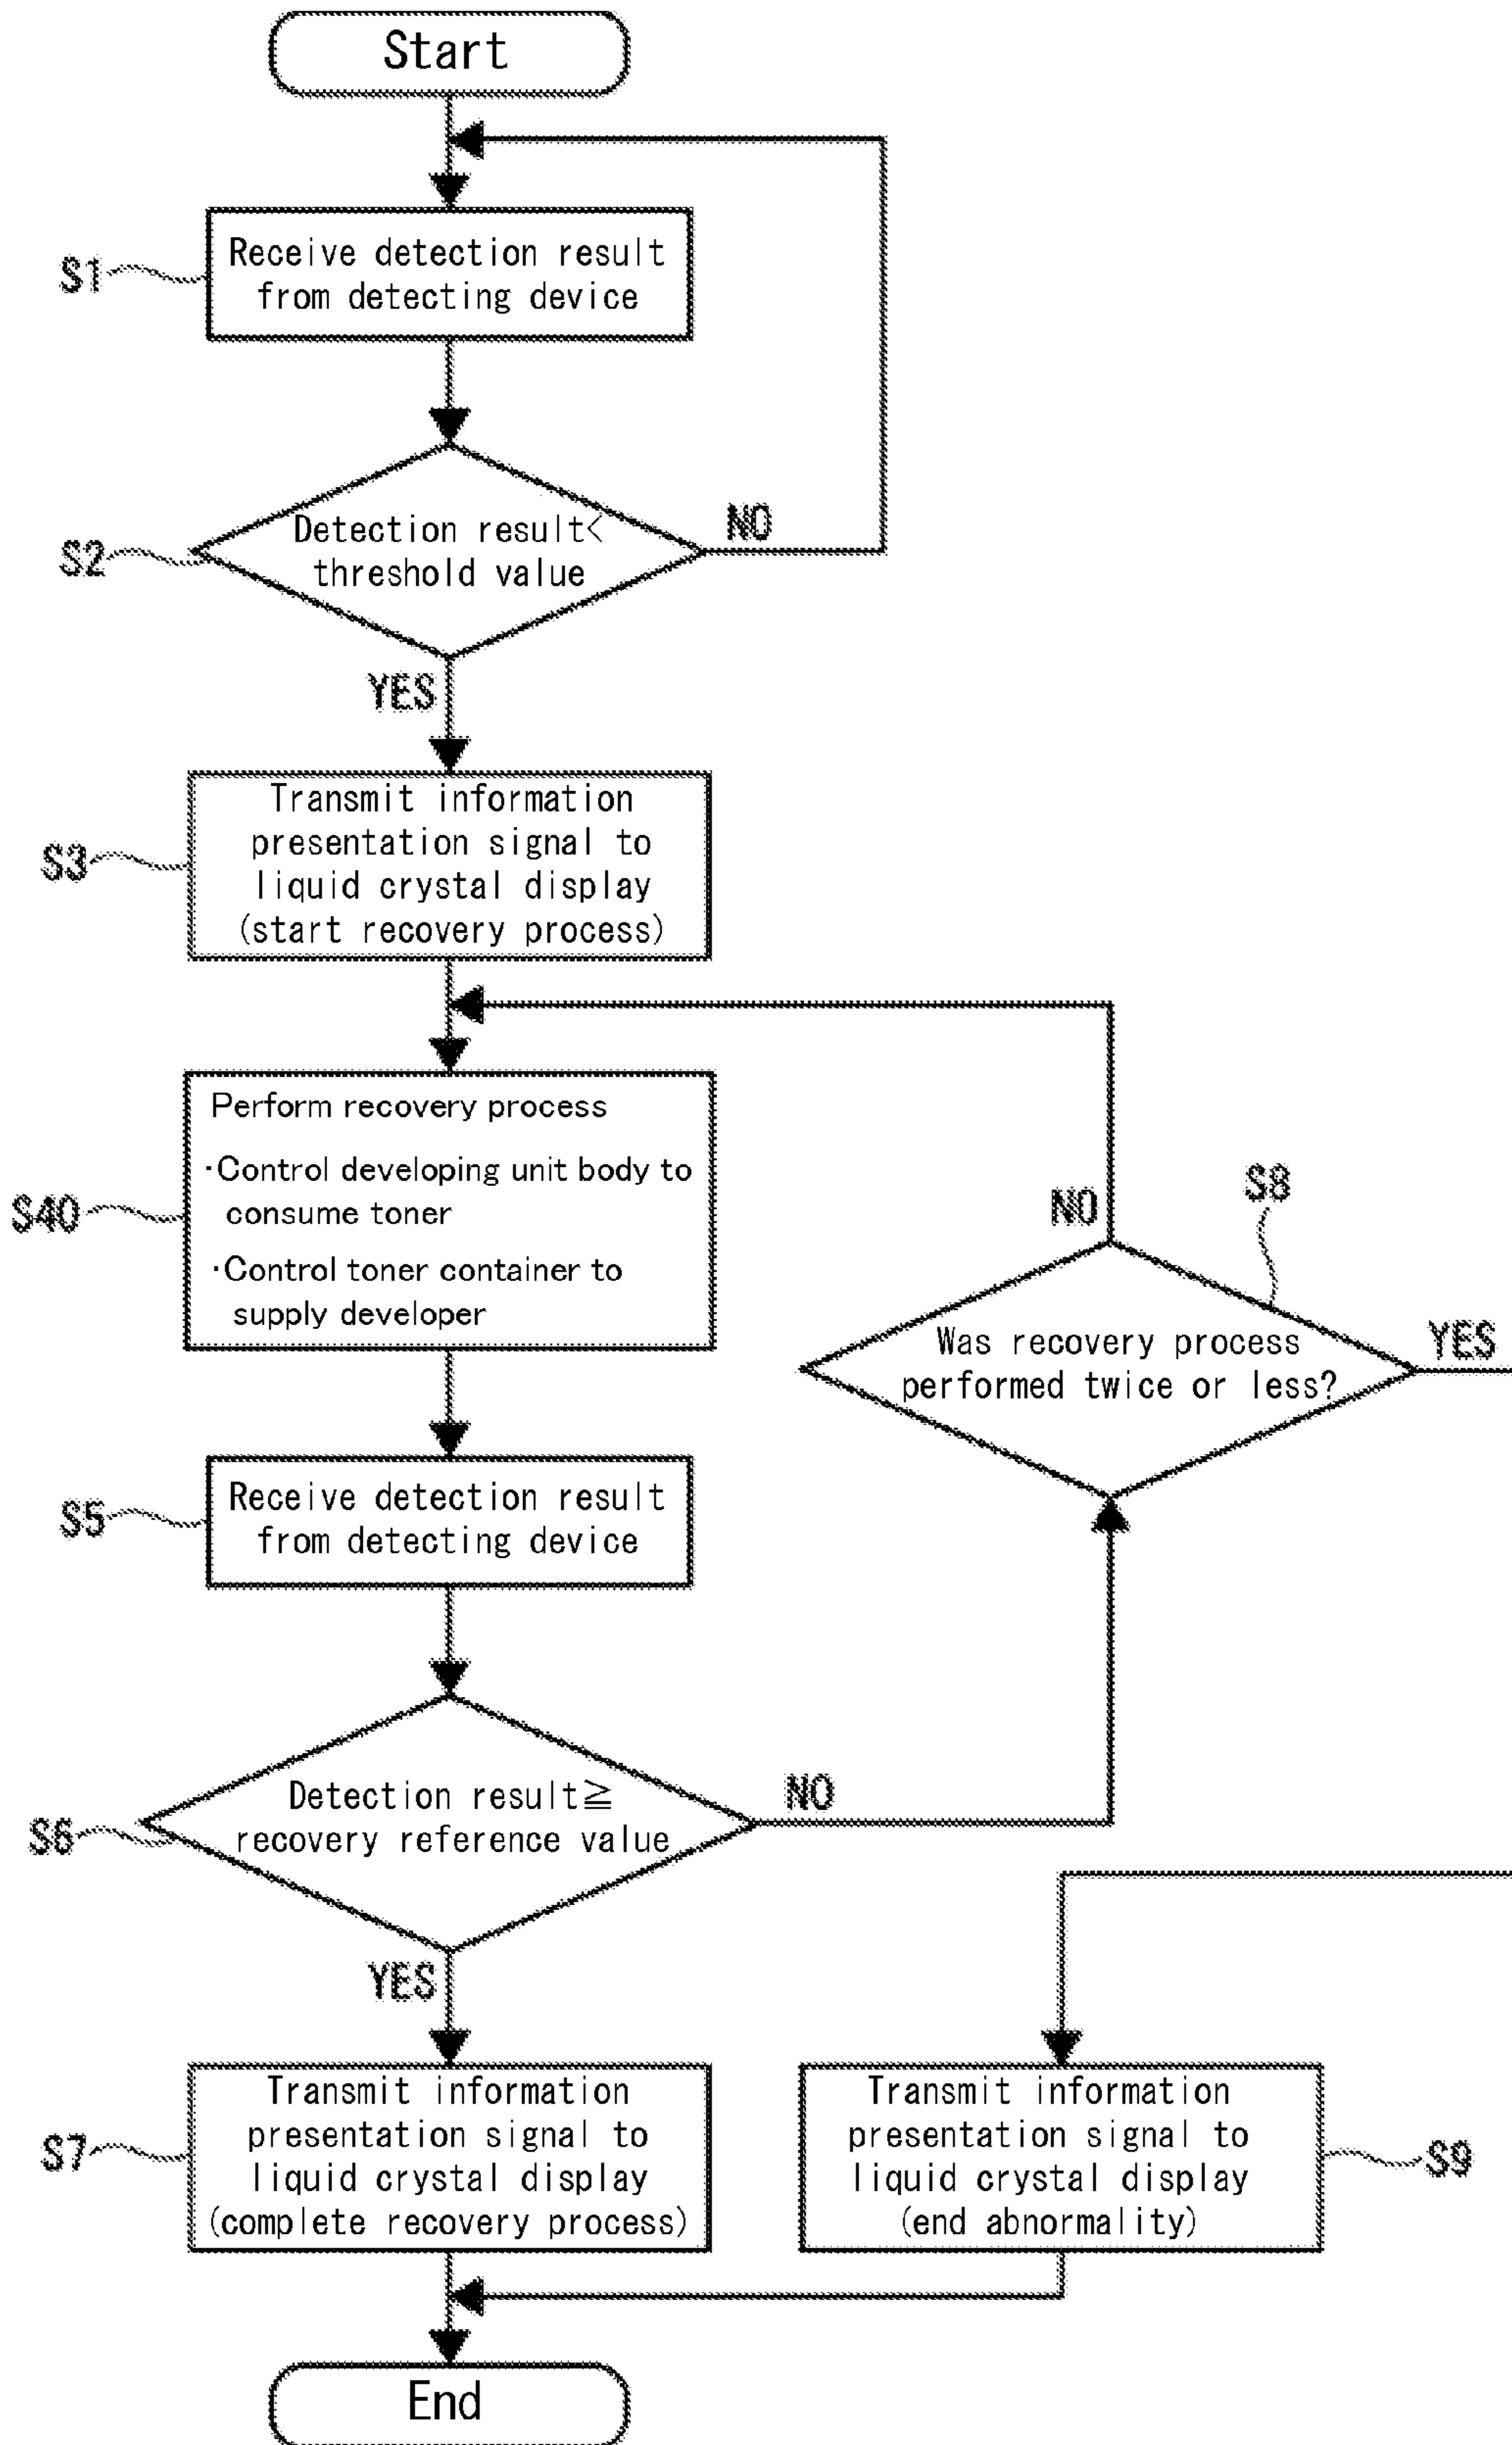 Start
S1
Receive detection result
from detecting device
S2
Detection result<
threshold value
NO
YES
S3
Transmit information
presentation signal to
liquid crystal display
(start recovery process)
S40
Perform recovery process
·Control developing unit body to
consume toner
·Control toner container to
supply developer
NO
S8
Was recovery process
performed twice or less?
YES
S5
Receive detection result
from detecting device
S6
Detection result≧
recovery reference value
NO
YES
S7
Transmit information
presentation signal to
liquid crystal display
(complete recovery process)
Transmit information
presentation signal to
liquid crystal display
(end abnormality)
S9
End